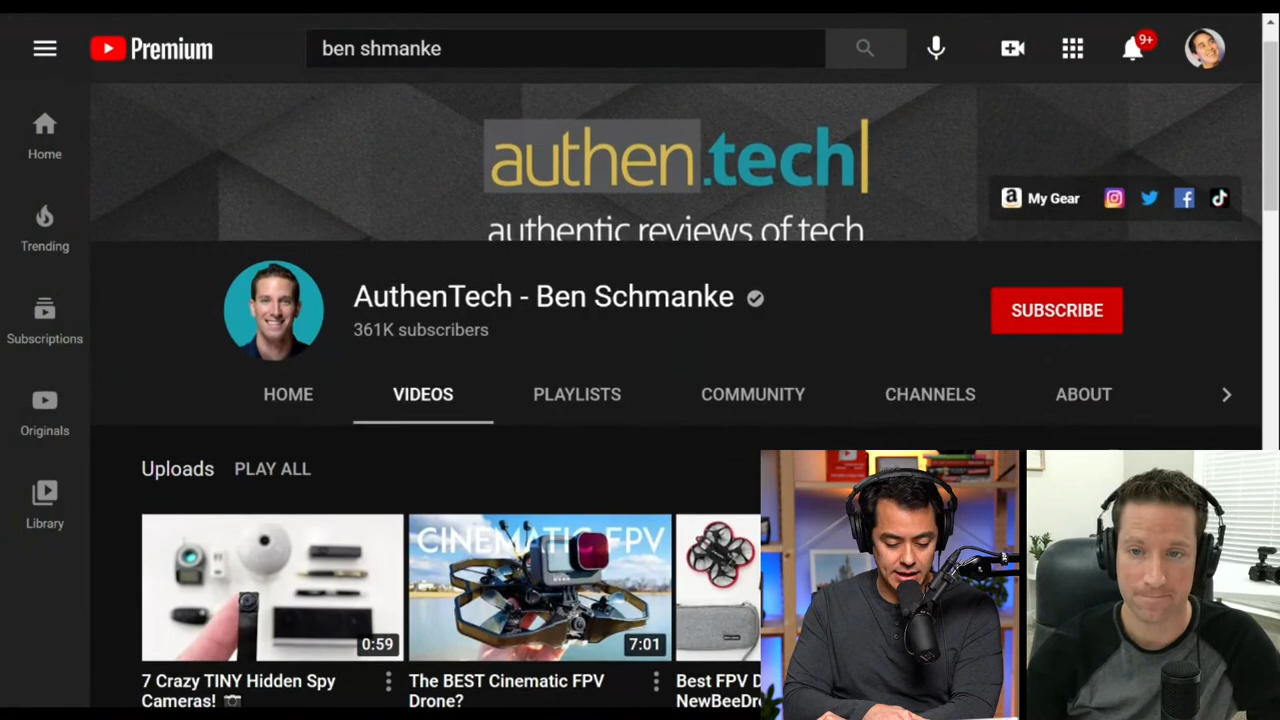 Premium
ben shmanke
9+
authen.tech
authentic reviews of tech
My Gear
Home
Trending
Subscriptions
Originals
Library
AuthenTech - Ben Schmanke
361K subscribers
SUBSCRIBE
HOME
VIDEOS
PLAYLISTS
COMMUNITY
CHANNELS
ABOUT
Uploads
PLAY ALL
CINEMATIC FPV
0:59
7:01
7 Crazy TINY Hidden Spy
Cameras!
The BEST Cinematic FPV
Drone?
Best FPV
NewBeeDro